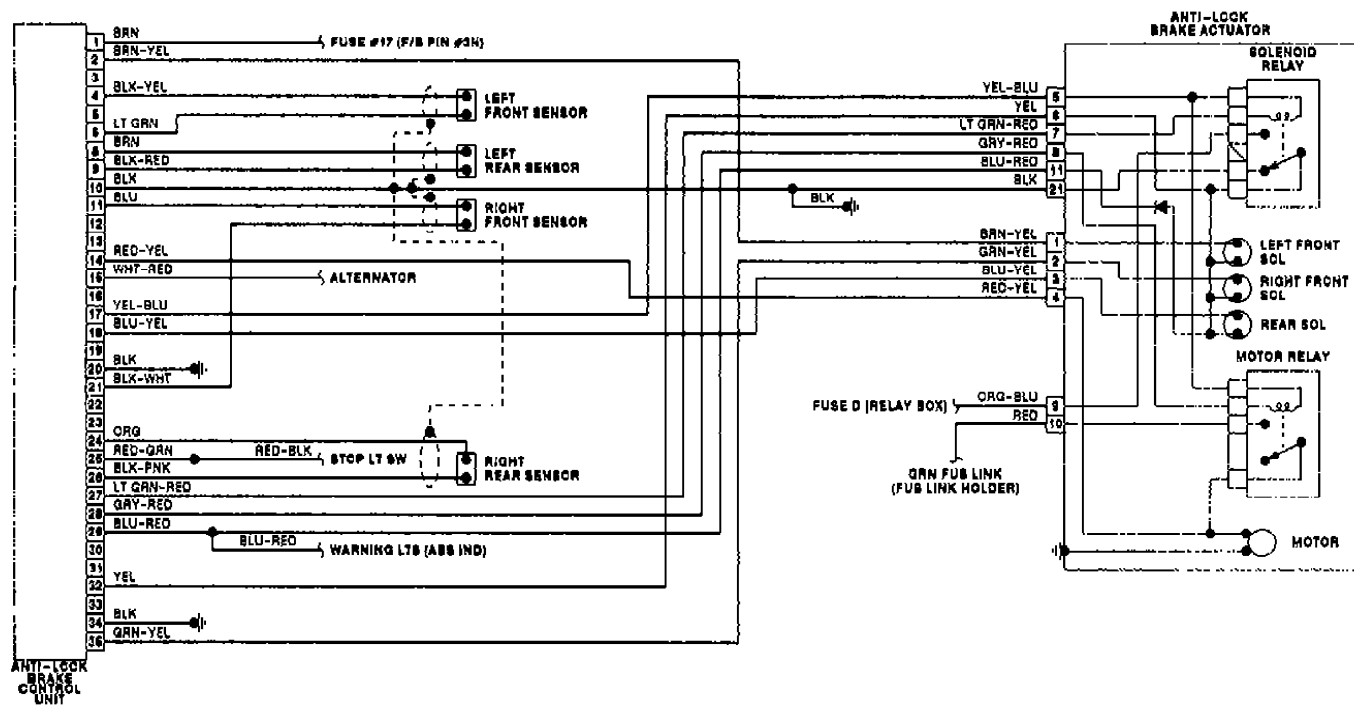 ANTI-LOCK
BRAKE ACTUATOR
SOLENOID
RELAY
1 BRN
FUSE #17 (F/B PIN #3H)
2 BRN-YEL
3
4 BLK-YEL
LEFT
FRONT SENSOR
5
6 LT GRN
8 BRN
LEFT
REAR SENSOR
9 BLK-RED
10 BLK
11 BLU
RIGHT
FRONT SENSOR
12
13
14 RED-YEL
15 WHT-RED
ALTERNATOR
16
17 YEL-BLU
18 BLU-YEL
19
20 BLK
21 BLK-WHT
22
23
24 ORG
25 RED-GRN
RED-BLK
STOP LT SW
26 BLK-PNK
RIGHT
REAR SENSOR
27 LT GRN-RED
28 GRY-RED
29 BLU-RED
BLU-RED
WARNING LTS (ABS IND)
30
31
32 YEL
33
34 BLK
35 GRN-YEL
ANTI-LOCK
BRAKE
CONTROL
UNIT
YEL-BLU 5
YEL 6
LT GRN-RED 7
GRY-RED 8
BLU-RED 11
BLK 21
BLK
BRN-YEL 1
GRN-YEL 2
BLU-YEL 3
RED-YEL 4
LEFT FRONT
SOL
RIGHT FRONT
SOL
REAR SOL
MOTOR RELAY
FUSE D (RELAY BOX)
ORG-BLU 9
RED 10
GRN FUS LINK
(FUS LINK HOLDER)
MOTOR